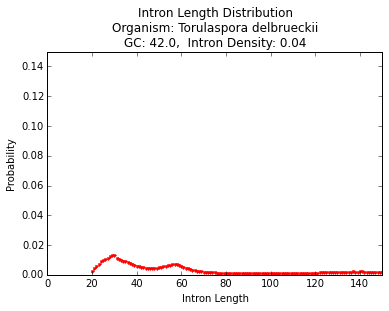 Intron Length Distribution
Organism: Torulaspora delbrueckii
GC: 42.0,  Intron Density: 0.04
0.14
0.12
0.10
0.08
0.06
0.04
0.02
0.00
Probability
0 20 40 60 80 100 120 140
Intron Length